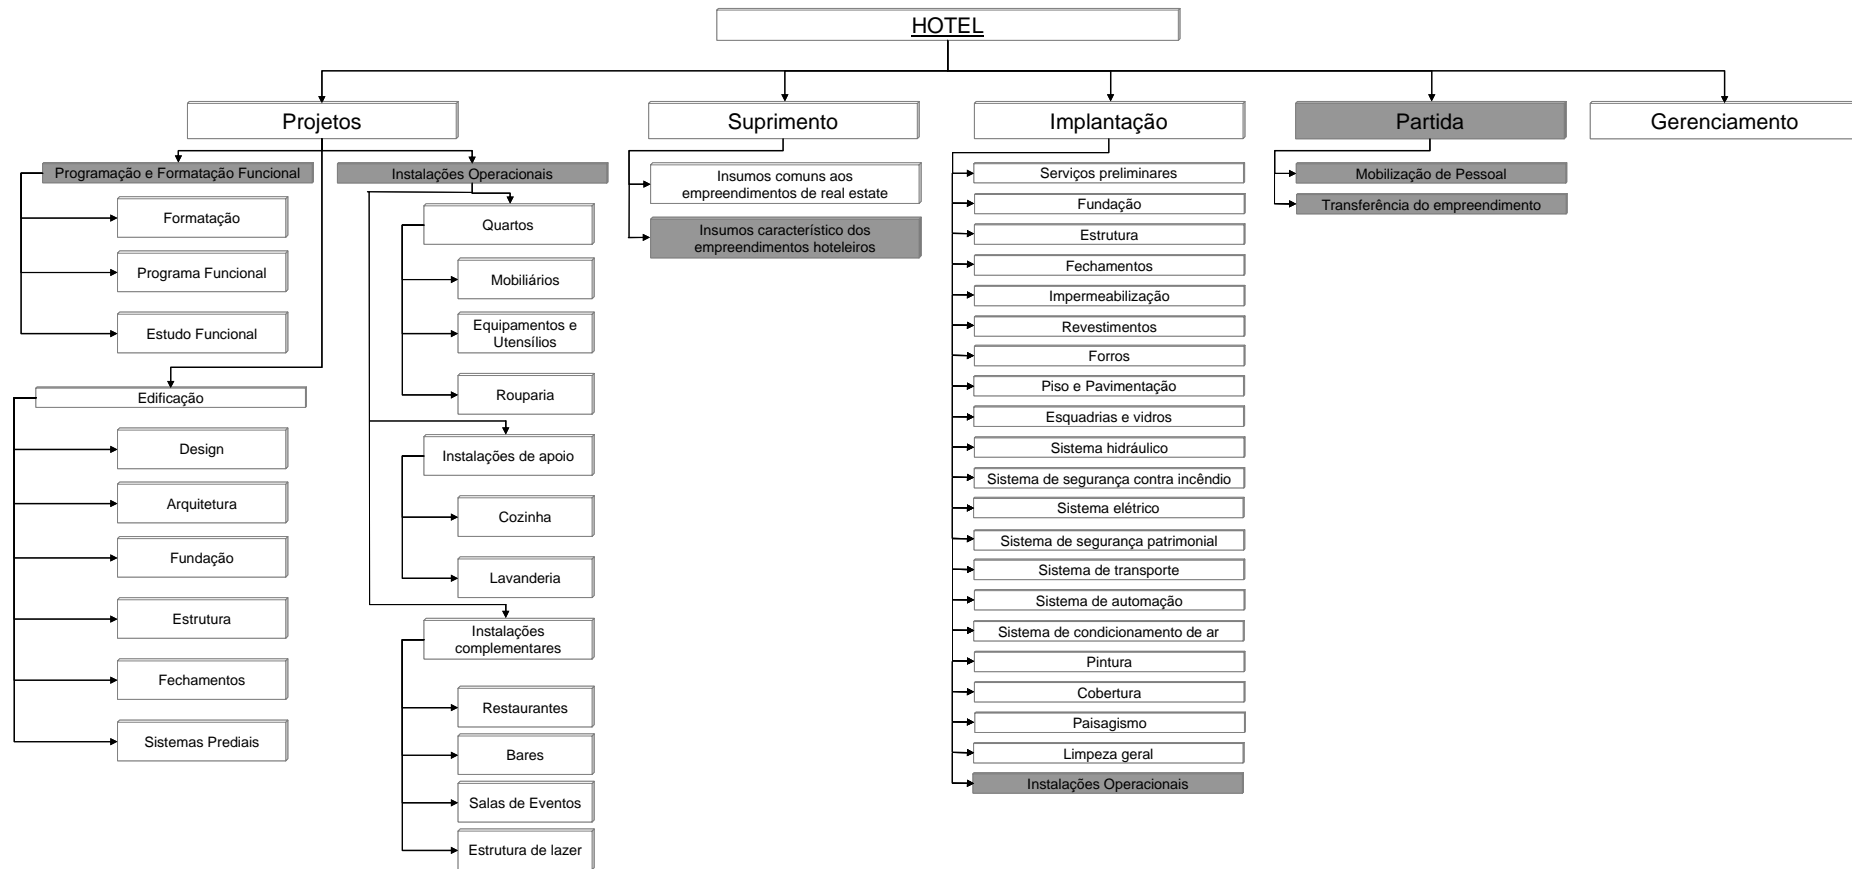 HOTEL
Projetos
Suprimento
Implantação
Partida
Gerenciamento
Programação e Formatação Funcional
Formatação
Programa Funcional
Estudo Funcional
Edificação
Design
Arquitetura
Fundação
Estrutura
Fechamentos
Sistemas Prediais
Instalações Operacionais
Quartos
Mobiliários
Equipamentos e
Utensílios
Rouparia
Instalações de apoio
Cozinha
Lavanderia
Instalações
complementares
Restaurantes
Bares
Salas de Eventos
Estrutura de lazer
Insumos comuns aos
empreendimentos de real estate
Insumos característico dos
empreendimentos hoteleiros
Serviços preliminares
Fundação
Estrutura
Fechamentos
Impermeabilização
Revestimentos
Forros
Piso e Pavimentação
Esquadrias e vidros
Sistema hidráulico
Sistema de segurança contra incêndio
Sistema elétrico
Sistema de segurança patrimonial
Sistema de transporte
Sistema de automação
Sistema de condicionamento de ar
Pintura
Cobertura
Paisagismo
Limpeza geral
Instalações Operacionais
Mobilização de Pessoal
Transferência do empreendimento